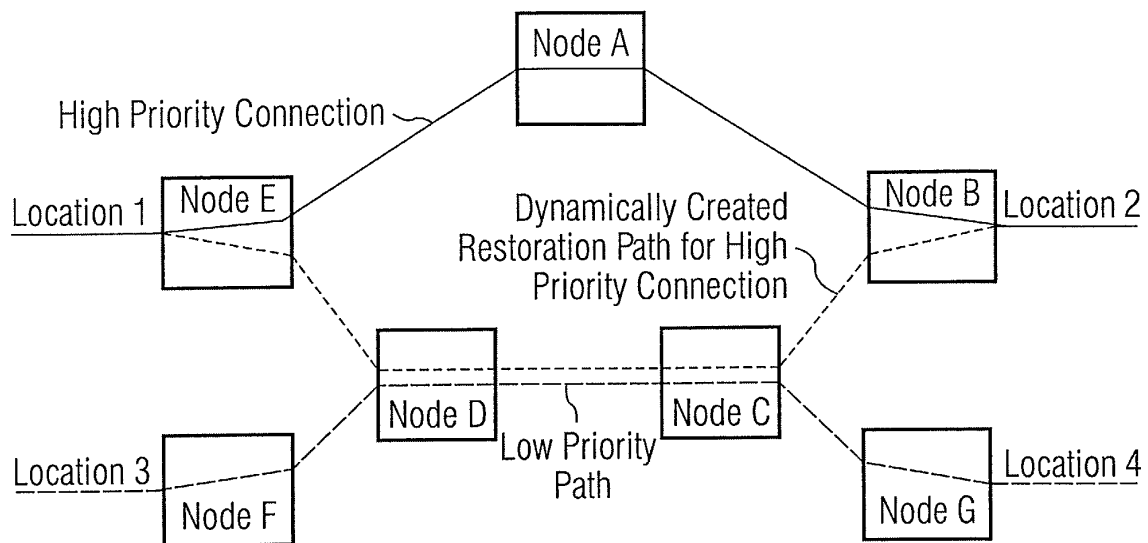 Node A
High Priority Connection
Node E
Node B
Location 1
Location 2
Dynamically Created
Restoration Path for High
Priority Connection
Node D
Node C
Low Priority
Path
Location 3
Location 4
Node F
Node G